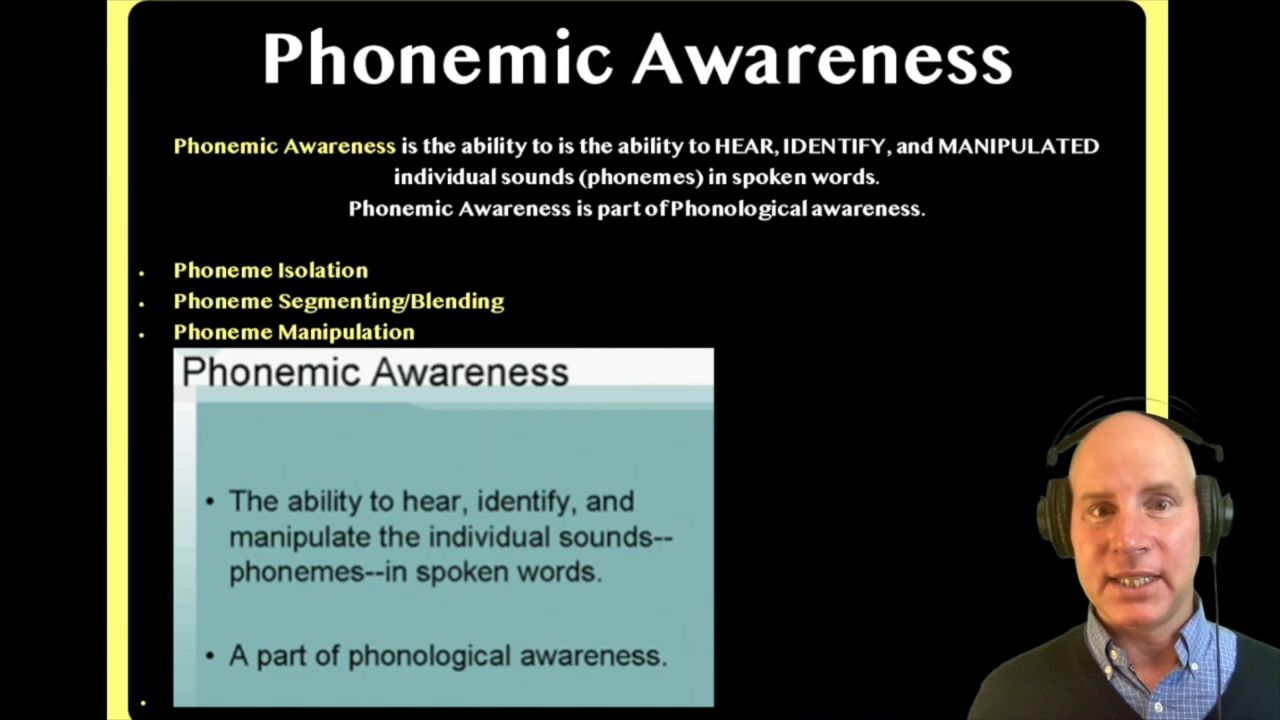 Phonemic Awareness
Phonemic Awareness is the ability to is the ability to HEAR, IDENTIFY, and MANIPULATED
individual sounds (phonemes) in spoken words.
Phonemic Awareness is part of Phonological awareness.
• Phoneme Isolation
• Phoneme Segmenting/Blending
• Phoneme Manipulation
Phonemic Awareness
• The ability to hear, identify, and
manipulate the individual sounds--
phonemes--in spoken words.
• A part of phonological awareness.